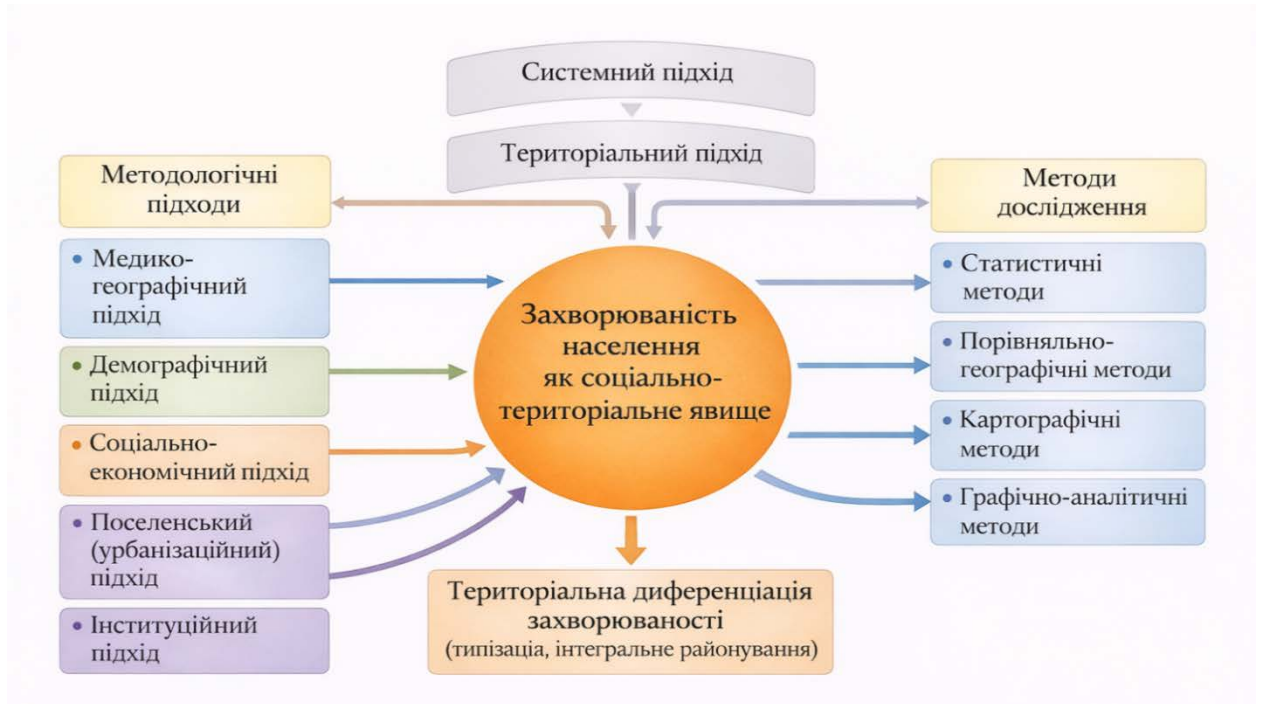 Системний підхід
Територіальний підхід
Методологічні
підходи
• Медико-
географічний
підхід
• Демографічний
підхід
• Соціально-
економічний підхід
• Поселенський
(урбанізаційний)
підхід
• Інституційний
підхід
Захворюваність
населення
як соціально-
територіальне явище
Територіальна диференціація
захворюваності
(типізація, інтегральне районування)
Методи
дослідження
• Статистичні
методи
• Порівняльно-
географічні методи
• Картографічні
методи
• Графічно-аналітичні
методи